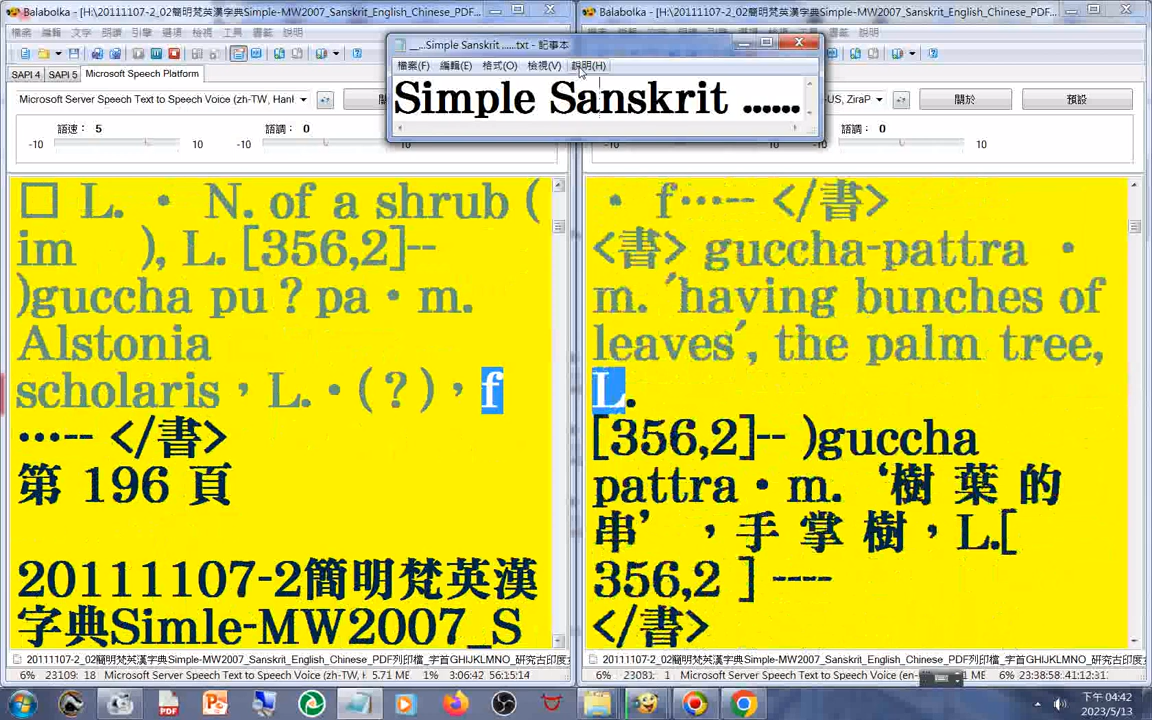 Balabolka - [H:\20111107-2_02簡明梵英漢字典Simple-MW2007_Sanskrit_English_Chinese_PDF...
Balabolka - [H:\20111107-2_02簡明梵英漢字典Simple-MW2007_Sanskrit_English_Chinese_PDF...
__...Simple Sanskrit ......txt - 記事本
檔案(F) 編輯(E) 格式(O) 檢視(V) 說明(H)
Simple Sanskrit ......
SAPI 4 SAPI 5 Microsoft Speech Platform
Microsoft Server Speech Text to Speech Voice (zh-TW, HanH
-US, ZiraP 關於 預設
語速: 5 語調: 0
-10 10 -10
語調: 0
10 -10 10
□ L. · N. of a shrub (
im ), L. [356,2]--
)guccha pu？pa·m.
Alstonia
scholaris，L.·(？)，f
…-- </書>
第 196 頁
20111107-2簡明梵英漢
字典Simle-MW2007_S
· f…-- </書>
<書> guccha-pattra ·
m. ′having bunches of
leaves′, the palm tree,
L.
[356,2]-- )guccha
pattra·m.‘樹 葉 的
串’，手 掌 樹，L.[
356,2 ] ----
</書>
20111107-2_02簡明梵英漢字典Simple-MW2007_Sanskrit_English_Chinese_PDF列印檔_字首GHIJKLMNO_研究古印度
20111107-2_02簡明梵英漢字典Simple-MW2007_Sanskrit_English_Chinese_PDF列印檔_字首GHIJKLMNO_研究古印度
6% 23109: 18 Microsoft Server Speech Text to Speech Voice (zh-TW, H 5.71 ME 1% 3:06:42 56:15:14
6% 23081: 1 Microsoft Server Speech Text to Speech Voice 6% 23:38:58 41:12:31
下午 04:42
2023/5/13